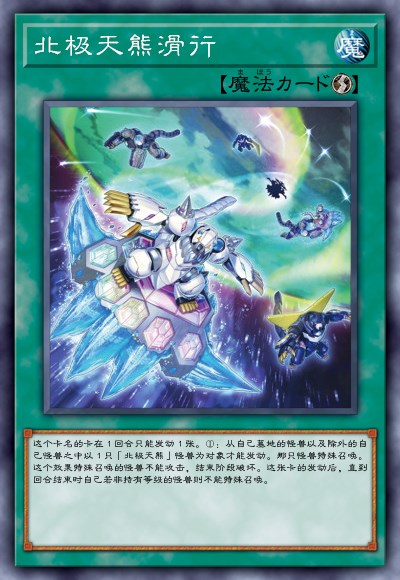 北极天熊滑行
魔
【魔法カード】
まほう
这个卡名的卡在1回合只能发动1张。①：从自己墓地的怪兽以及除外的自
己怪兽之中以1只「北极天熊」怪兽为对象才能发动。那只怪兽特殊召唤。
这个效果特殊召唤的怪兽不能攻击，结束阶段破坏。这张卡的发动后，直到
回合结束时自己若非持有等级的怪兽则不能特殊召唤。